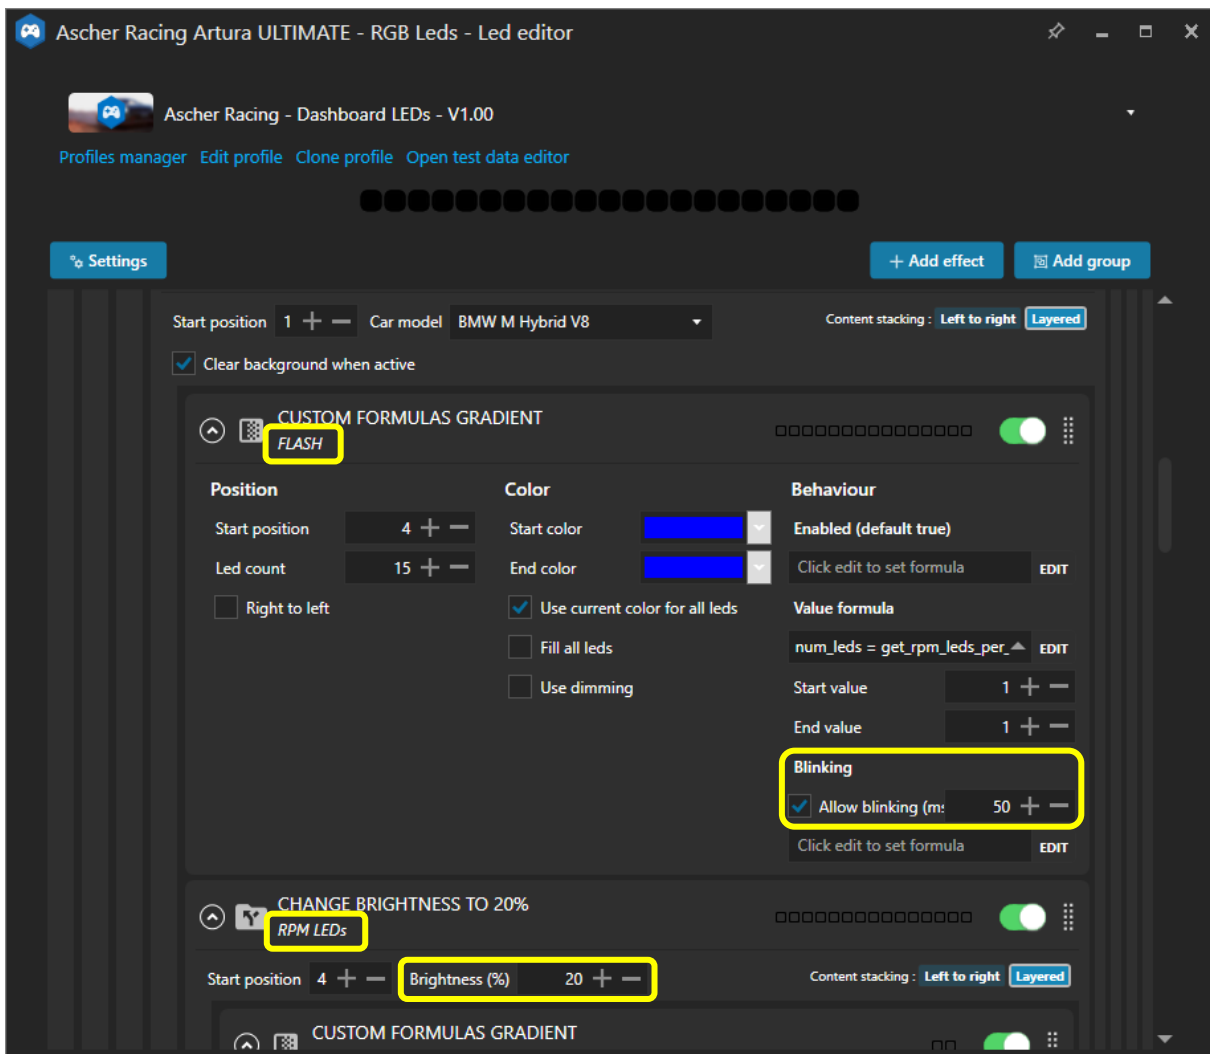 Ascher Racing Artura ULTIMATE - RGB Leds - Led editor
Ascher Racing - Dashboard LEDs - V1.00
Profiles manager Edit profile Clone profile Open test data editor
Settings + Add effect Add group
Start position 1 + − Car model BMW M Hybrid V8 Content stacking : Left to right Layered
Clear background when active
CUSTOM FORMULAS GRADIENT
FLASH
Position Color Behaviour
Start position 4 + − Start color Enabled (default true)
Led count 15 + − End color Click edit to set formula EDIT
Right to left Use current color for all leds Value formula
Fill all leds num_leds = get_rpm_leds_per_ EDIT
Use dimming Start value 1 + −
End value 1 + −
Blinking
Allow blinking (m 50 + −
Click edit to set formula EDIT
CHANGE BRIGHTNESS TO 20%
RPM LEDs
Start position 4 + − Brightness (%) 20 + − Content stacking : Left to right Layered
CUSTOM FORMULAS GRADIENT